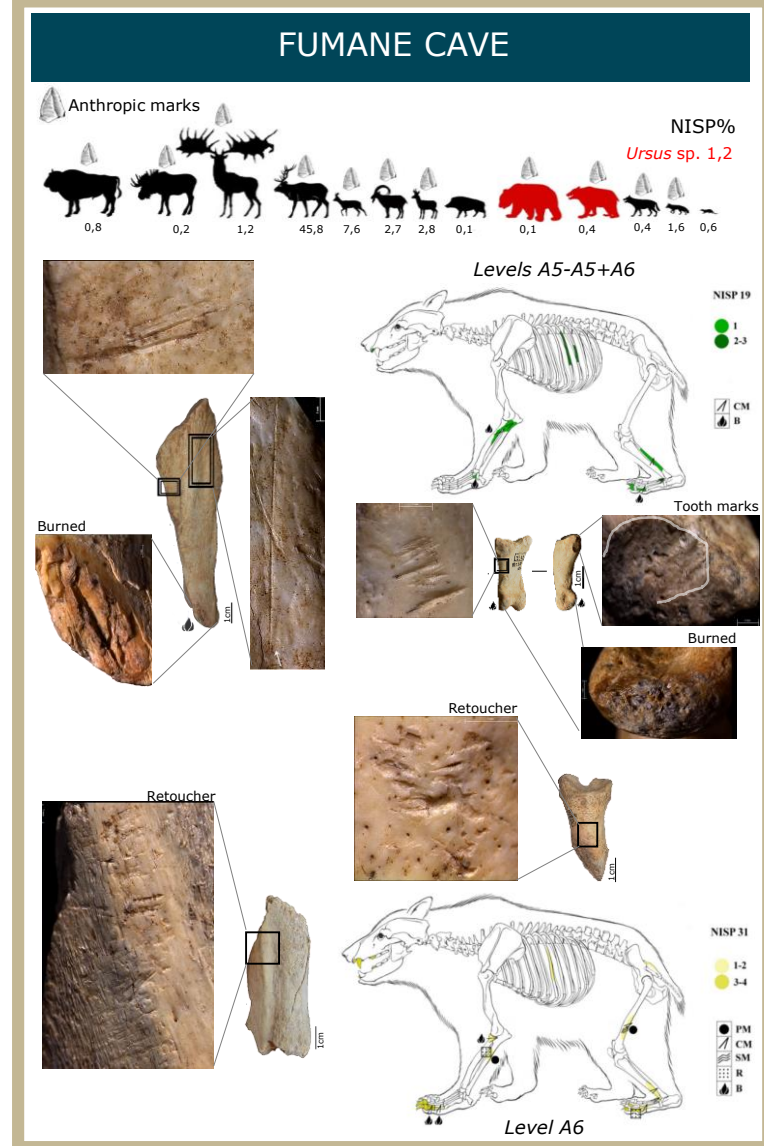 FUMANE CAVE
Anthropic marks
NISP%
Ursus sp. 1,2
0,8
0,2
1,2
45,8
7,6
2,7
2,8
0,1
0,1
0,4
0,4
1,6
0,6
Levels A5-A5+A6
NISP 19
1
2-3
CM
B
Burned
1cm
Tooth marks
1cm
Burned
Retoucher
1cm
Retoucher
1cm
NISP 31
1-2
3-4
PM
CM
SM
R
B
Level A6